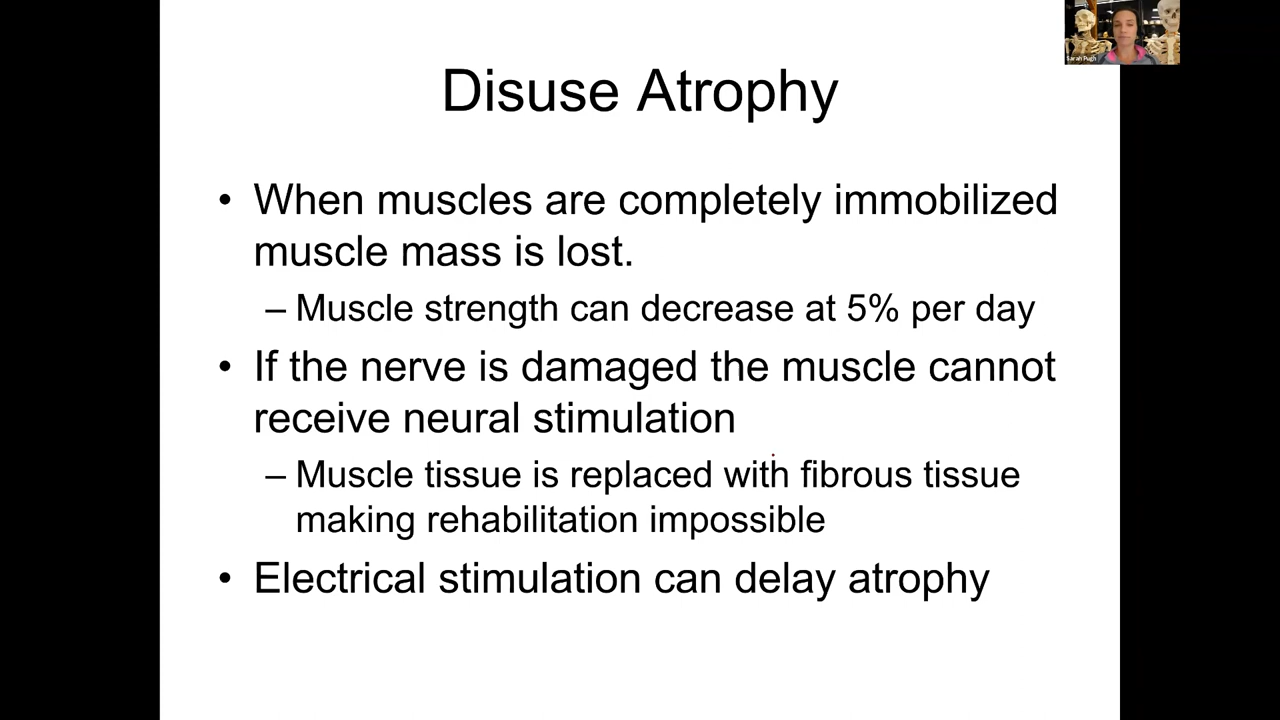 Sarah Pugh
Disuse Atrophy
• When muscles are completely immobilized
muscle mass is lost.
– Muscle strength can decrease at 5% per day
• If the nerve is damaged the muscle cannot
receive neural stimulation
– Muscle tissue is replaced with fibrous tissue
making rehabilitation impossible
• Electrical stimulation can delay atrophy